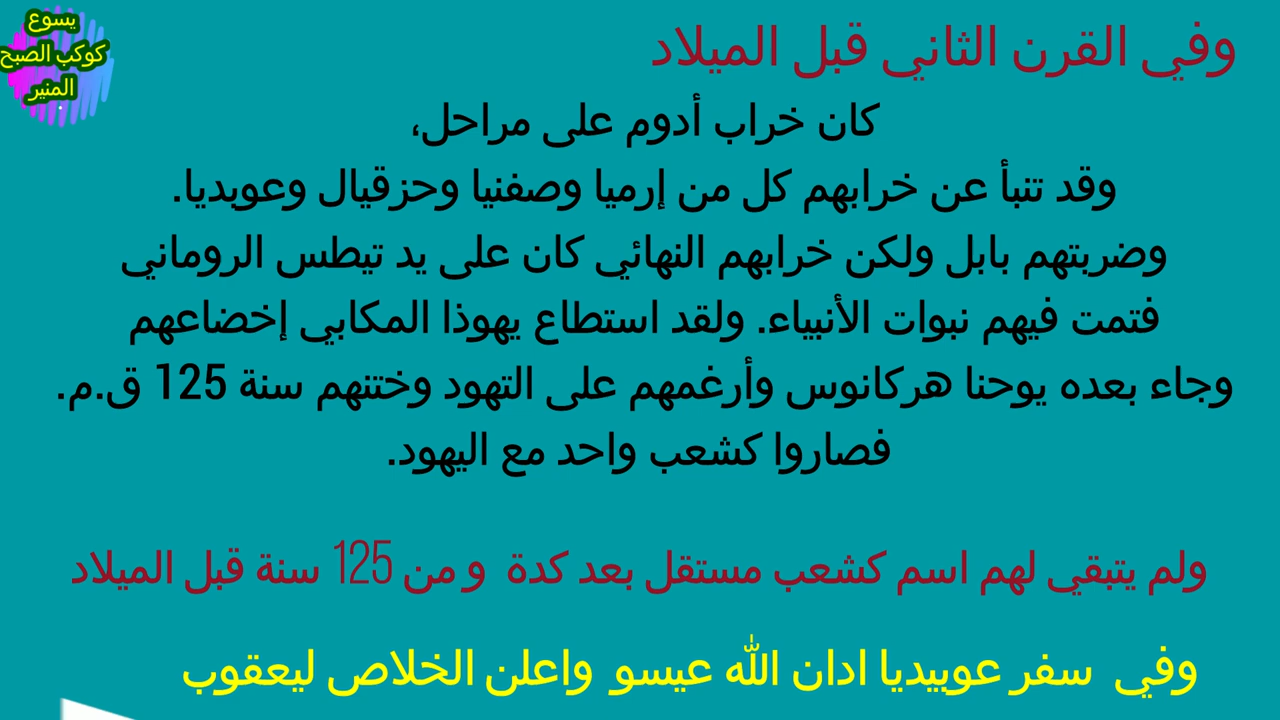 يسوع
كوكب الصبح
المنير
وفي القرن الثاني قبل الميلاد
كان خراب أدوم على مراحل،
وقد تنبأ عن خرابهم كل من إرميا وصفنيا وحزقيال وعوبديا.
وضربتهم بابل ولكن خرابهم النهائي كان على يد تيطس الروماني
فتمت فيهم نبوات الأنبياء. ولقد استطاع يهوذا المكابي إخضاعهم
وجاء بعده يوحنا هركانوس وأرغمهم على التهود وختنهم سنة 125 ق.م.
فصاروا كشعب واحد مع اليهود.
ولم يتبقي لهم اسم كشعب مستقل بعد كدة و من 125 سنة قبل الميلاد
وفي سفر عوبيديا ادان الله عيسو واعلن الخلاص ليعقوب